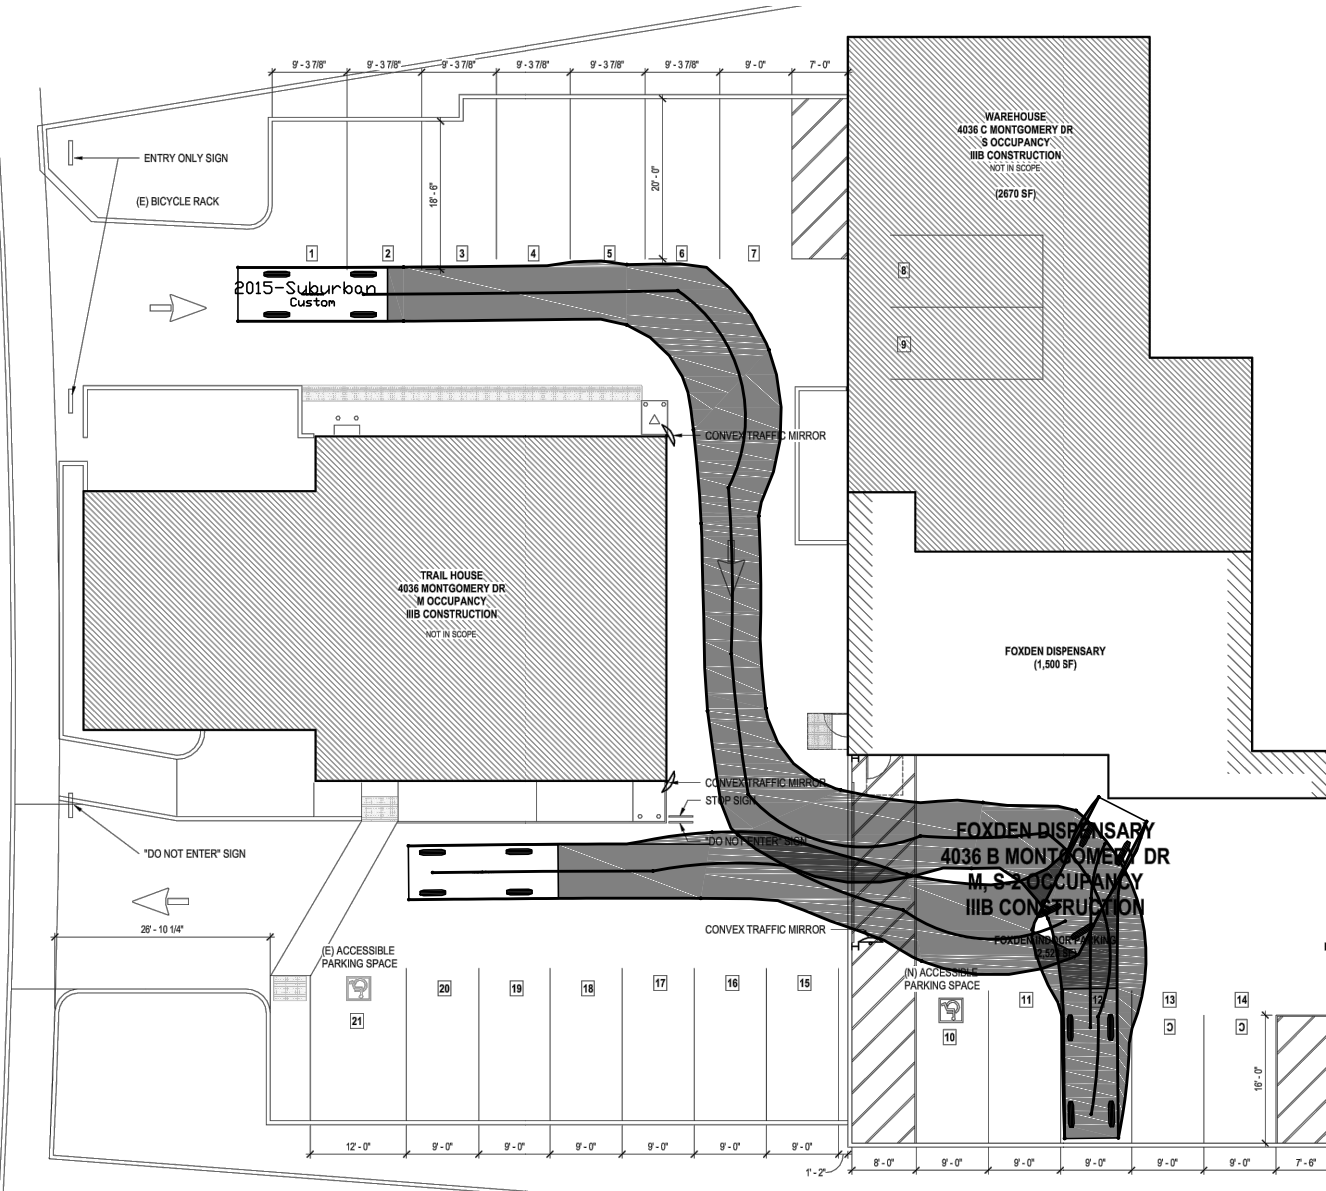 9' - 3 7/8"
9' - 3 7/8"
9' - 3 7/8"
9' - 3 7/8"
9' - 3 7/8"
9' - 3 7/8"
9' - 0"
7' - 0"
WAREHOUSE
4036 C MONTGOMERY DR
S OCCUPANCY
IIIB CONSTRUCTION
NOT IN SCOPE
(2670 SF)
ENTRY ONLY SIGN
(E) BICYCLE RACK
18' - 6"
20' - 0"
1
2
3
4
5
6
7
8
9
2015-Suburban
Custom
CONVEX TRAFFIC MIRROR
TRAIL HOUSE
4036 MONTGOMERY DR
M OCCUPANCY
IIIB CONSTRUCTION
NOT IN SCOPE
FOXDEN DISPENSARY
(1,500 SF)
CONVEX TRAFFIC MIRROR
STOP SIGN
"DO NOT ENTER" SIGN
"DO NOT ENTER" SIGN
FOXDEN DISPENSARY
4036 B MONTGOMERY DR
M, S-2 OCCUPANCY
IIIB CONSTRUCTION
FOXDEN INDOOR PARKING
CONVEX TRAFFIC MIRROR
26' - 10 1/4"
(E) ACCESSIBLE
PARKING SPACE
(N) ACCESSIBLE
PARKING SPACE
21
20
19
18
17
16
15
10
11
12
13
14
C
C
16' - 0"
12' - 0"
9' - 0"
9' - 0"
9' - 0"
9' - 0"
9' - 0"
9' - 0"
1' - 2"
8' - 0"
9' - 0"
9' - 0"
9' - 0"
9' - 0"
9' - 0"
7' - 6"